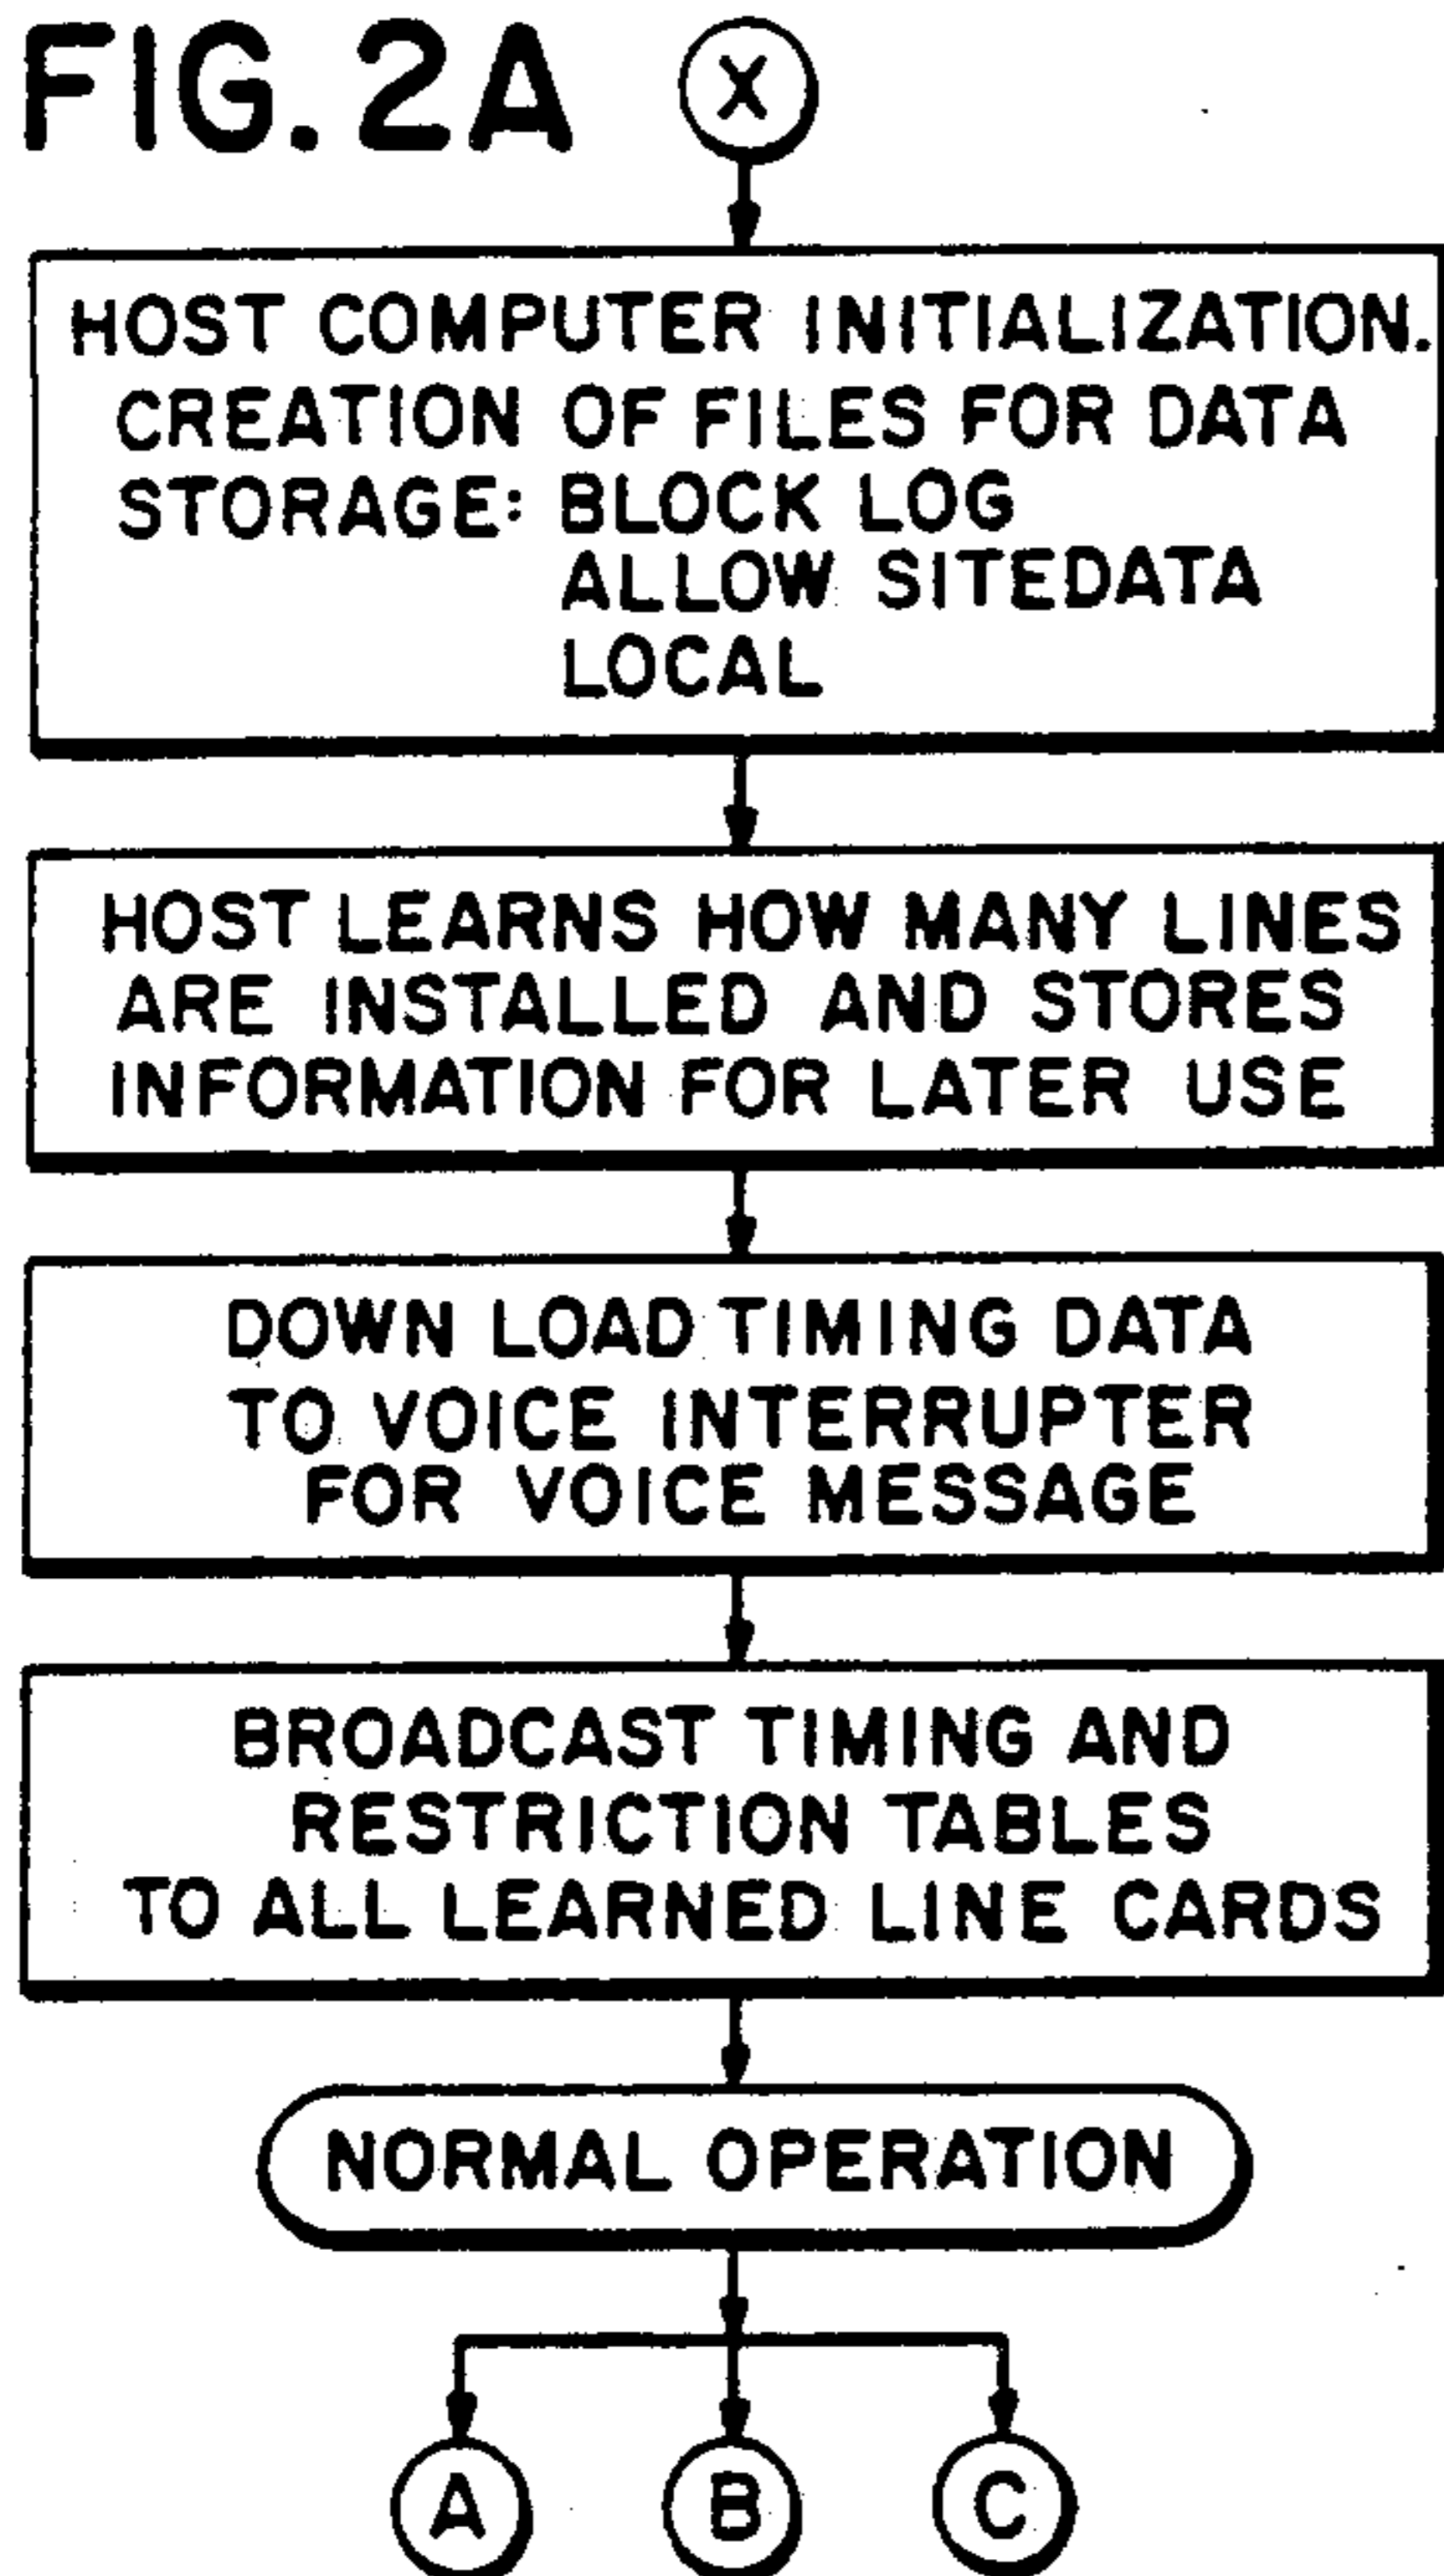 FIG. 2A
X
HOST COMPUTER INITIALIZATION.
CREATION OF FILES FOR DATA
STORAGE: BLOCK LOG
ALLOW SITEDATA
LOCAL
HOST LEARNS HOW MANY LINES
ARE INSTALLED AND STORES
INFORMATION FOR LATER USE
DOWN LOAD TIMING DATA
TO VOICE INTERRUPTER
FOR VOICE MESSAGE
BROADCAST TIMING AND
RESTRICTION TABLES
TO ALL LEARNED LINE CARDS
NORMAL OPERATION
A B C